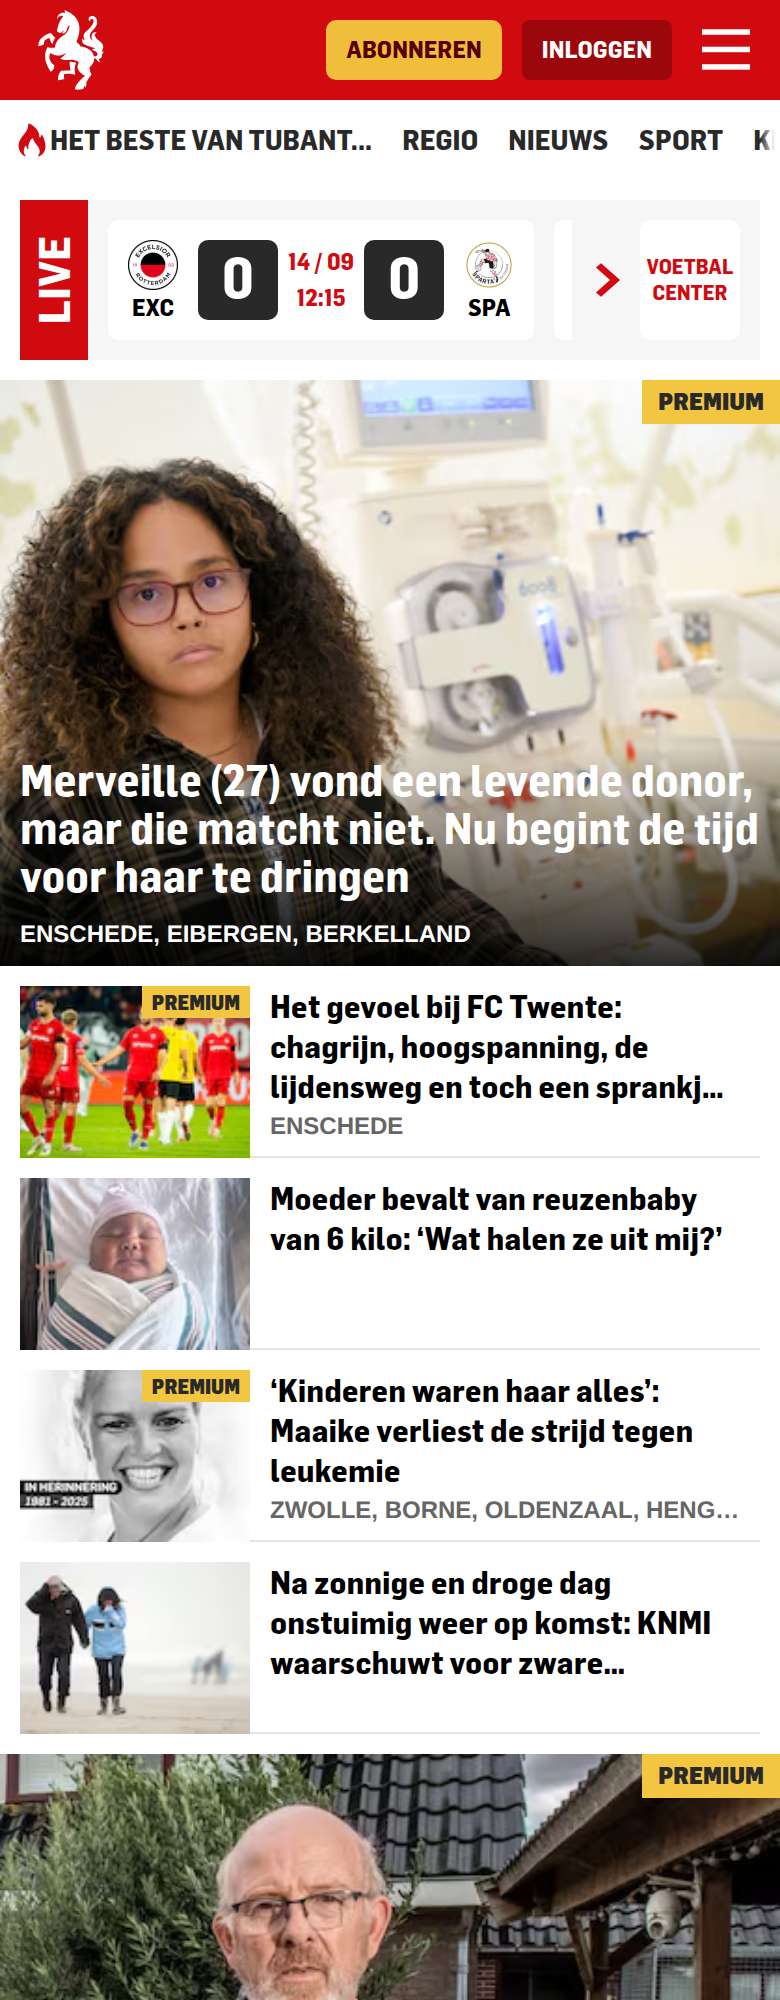 ABONNEREN
INLOGGEN
HET BESTE VAN TUBANT...
REGIO
NIEUWS
SPORT
LIVE
EXCELSIOR
ROTTERDAM
EXC
0
14 / 09
12:15
0
SPARTA
SPA
VOETBAL
CENTER
PREMIUM
6008
Merveille (27) vond een levende donor,
maar die matcht niet. Nu begint de tijd
voor haar te dringen
ENSCHEDE, EIBERGEN, BERKELLAND
PREMIUM
Het gevoel bij FC Twente:
chagrijn, hoogspanning, de
lijdensweg en toch een sprankj...
ENSCHEDE
Moeder bevalt van reuzenbaby
van 6 kilo: ‘Wat halen ze uit mij?’
PREMIUM
IN HERINNERING
1981 - 2025
‘Kinderen waren haar alles’:
Maaike verliest de strijd tegen
leukemie
ZWOLLE, BORNE, OLDENZAAL, HENG...
Na zonnige en droge dag
onstuimig weer op komst: KNMI
waarschuwt voor zware...
PREMIUM